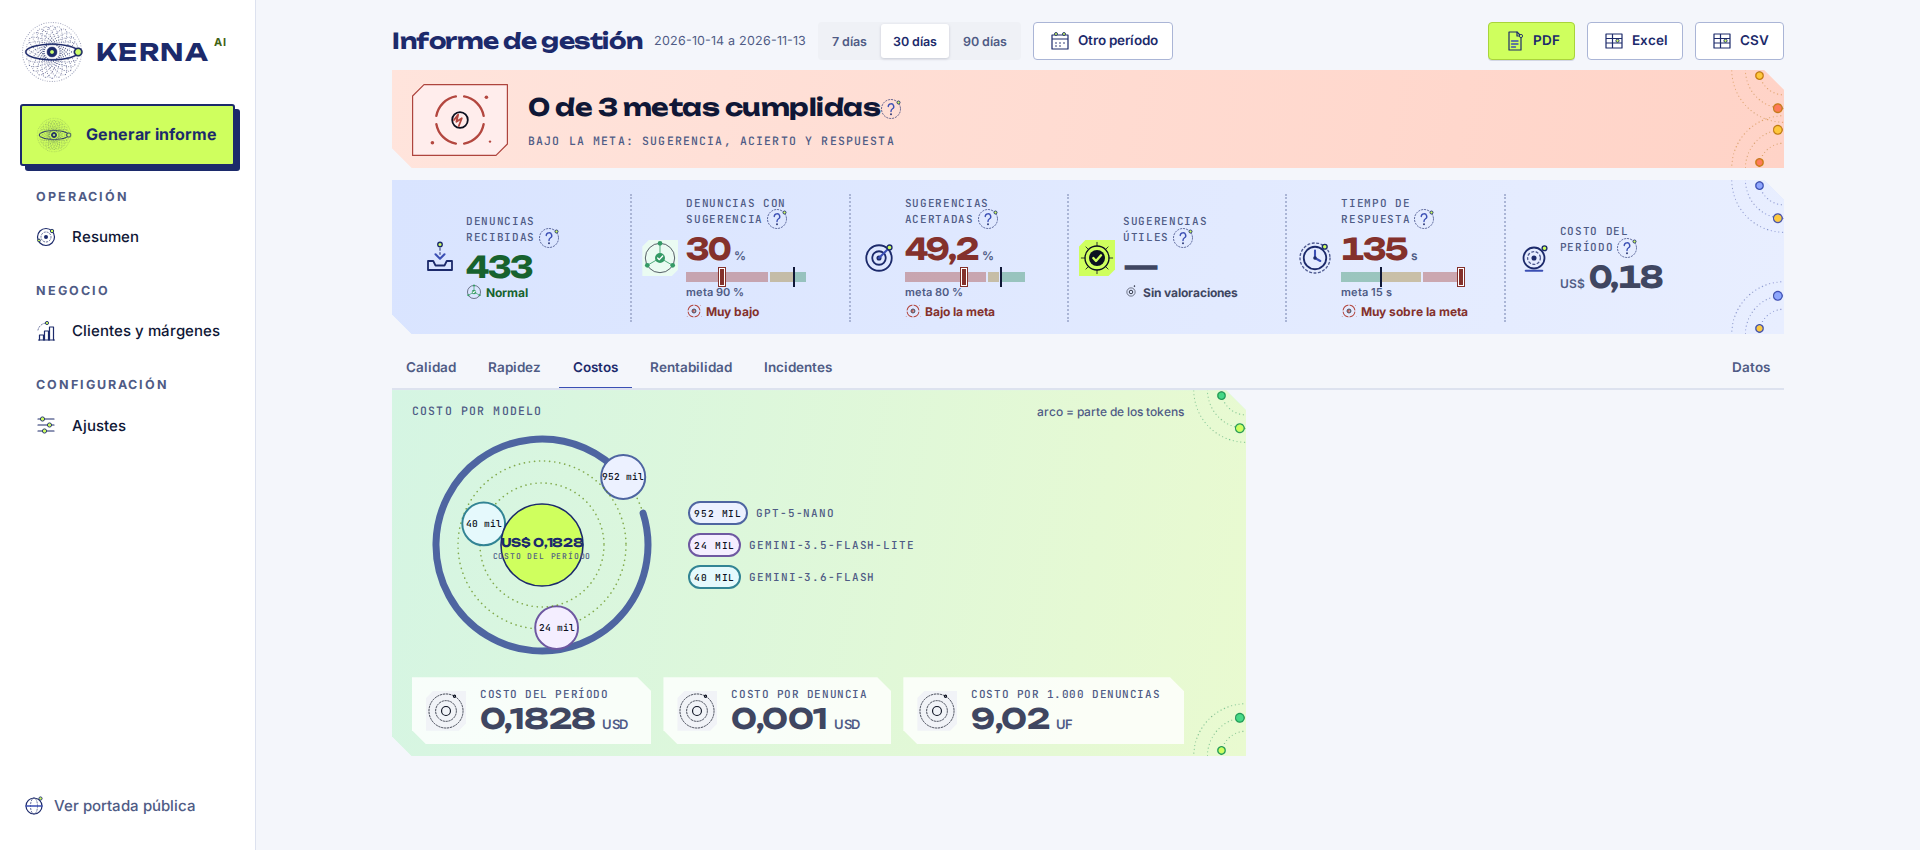 KERNA AI
Generar informe
OPERACIÓN
Resumen
NEGOCIO
Clientes y márgenes
CONFIGURACIÓN
Ajustes
Ver portada pública
Informe de gestión 2026-10-14 a 2026-11-13 7 días 30 días 90 días Otro período PDF Excel CSV
0 de 3 metas cumplidas ?
BAJO LA META: SUGERENCIA, ACIERTO Y RESPUESTA
DENUNCIAS
RECIBIDAS ?
433
Normal
DENUNCIAS CON
SUGERENCIA ?
30 %
meta 90 %
Muy bajo
SUGERENCIAS
ACERTADAS ?
49,2 %
meta 80 %
Bajo la meta
SUGERENCIAS
ÚTILES ?
—
Sin valoraciones
TIEMPO DE
RESPUESTA ?
135 s
meta 15 s
Muy sobre la meta
COSTO DEL
PERÍODO ?
US$ 0,18
Calidad Rapidez Costos Rentabilidad Incidentes Datos
COSTO POR MODELO arco = parte de los tokens
952 mil
40 mil
US$ 0,1828
COSTO DEL PERÍODO
24 mil
952 MIL GPT-5-NANO
24 MIL GEMINI-3.5-FLASH-LITE
40 MIL GEMINI-3.6-FLASH
COSTO DEL PERÍODO
0,1828 USD
COSTO POR DENUNCIA
0,001 USD
COSTO POR 1.000 DENUNCIAS
9,02 UF